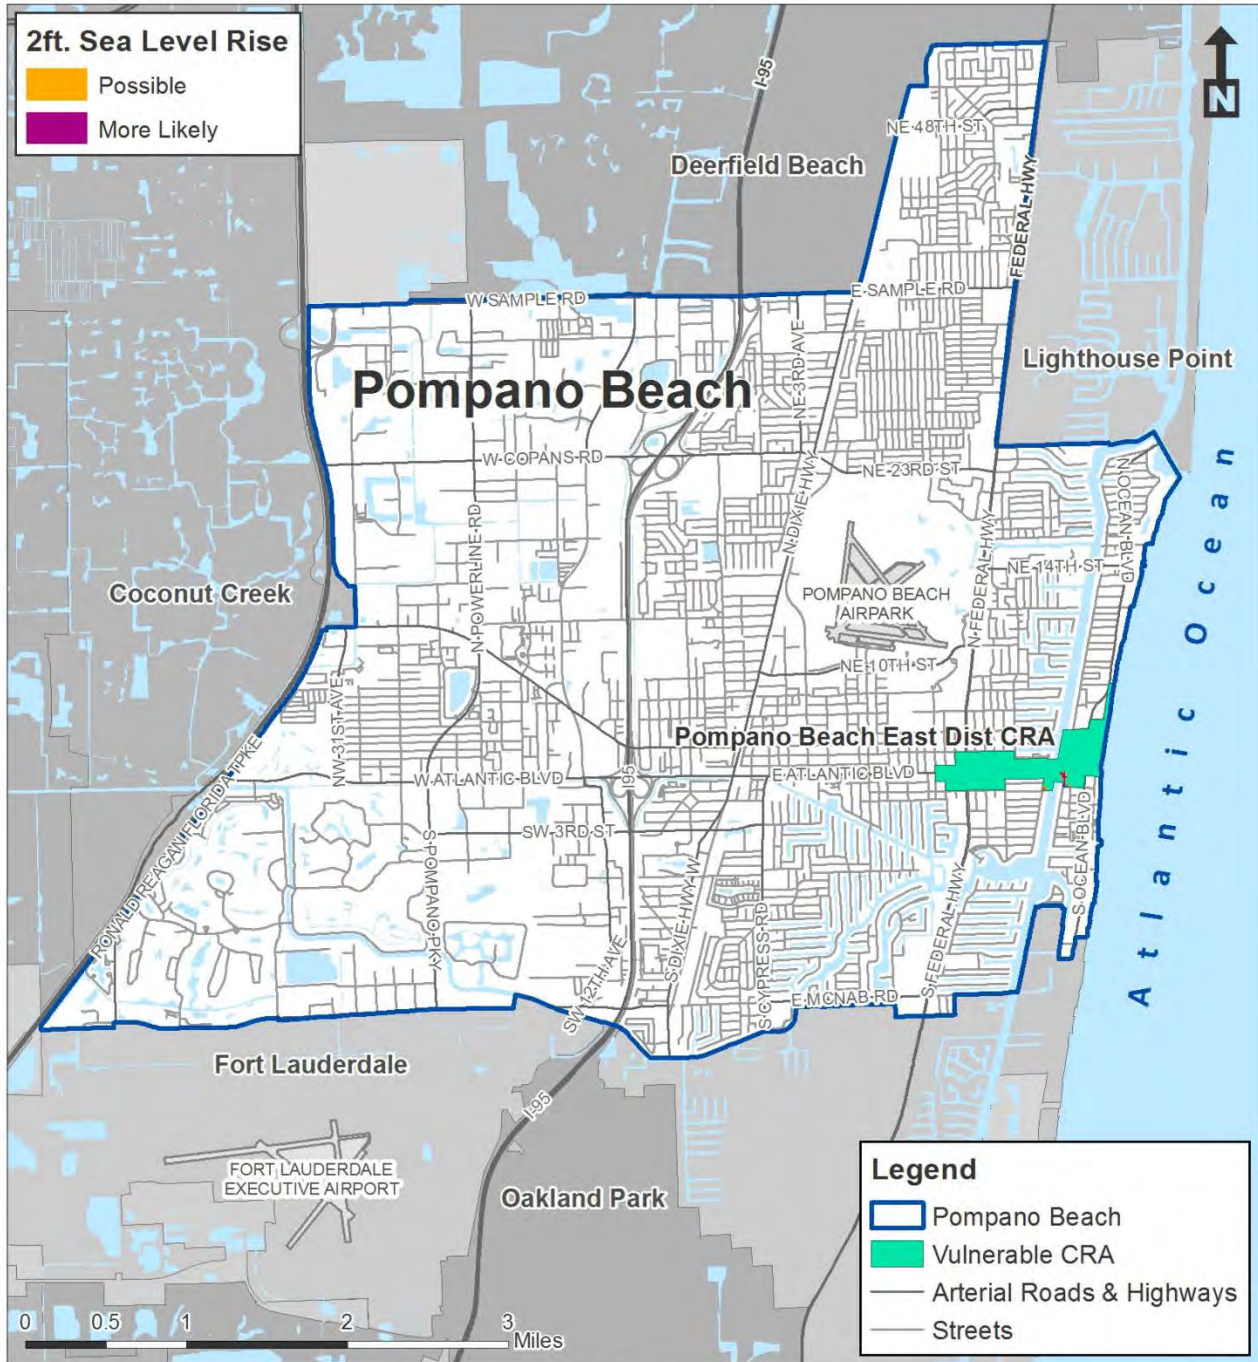 2ft. Sea Level Rise
Possible
More Likely
N
I-95
NE 48TH ST
Deerfield Beach
FEDERAL HWY
W SAMPLE RD
E SAMPLE RD
Lighthouse Point
NE 3RD AVE
Pompano Beach
W COPANS RD
NE 23RD ST
N OCEAN BLVD
N DIXIE HWY
N POWERLINE RD
N FEDERAL HWY
NE 14TH ST
Coconut Creek
POMPANO BEACH
AIRPARK
NE 10TH ST
Atlantic Ocean
NW 31ST AVE
Pompano Beach East Dist CRA
RONALD REAGAN FLORIDA TPKE
W ATLANTIC BLVD
I95
E ATLANTIC BLVD
SW 3RD ST
S POMPANO PKY
S OCEAN BLVD
S DIXIE HWY W
S CYPRESS RD
S FEDERAL HWY
SW 12TH AVE
E MCNAB RD
Fort Lauderdale
I-95
FORT LAUDERDALE
EXECUTIVE AIRPORT
Oakland Park
Legend
Pompano Beach
Vulnerable CRA
Arterial Roads & Highways
Streets
0 0.5 1 2 3
Miles